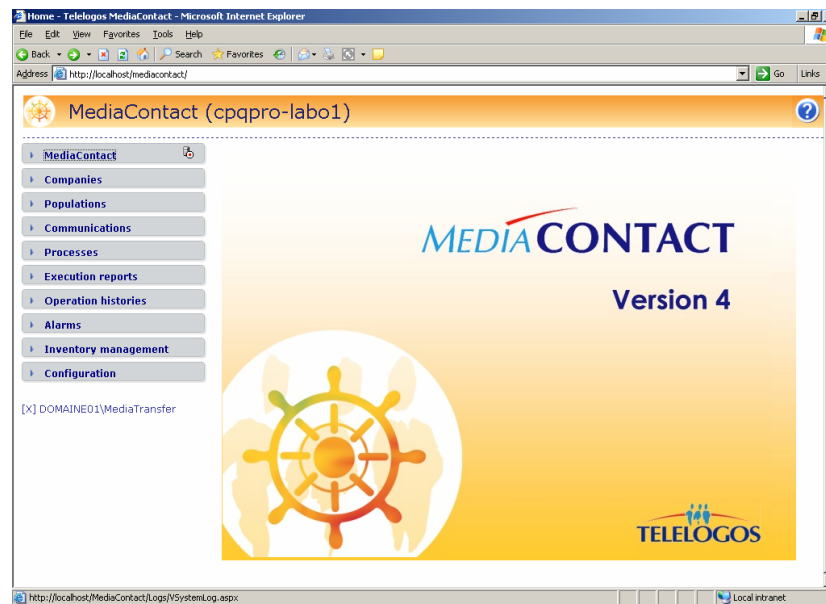 Home - Telelogos MediaContact - Microsoft Internet Explorer
File Edit View Favorites Tools Help
Back Search Favorites
Address http://localhost/mediacontact/ Go Links
MediaContact (cpqpro-labo1)
MediaContact
Companies
Populations
Communications
Processes
Execution reports
Operation histories
Alarms
Inventory management
Configuration
[X] DOMAINE01\MediaTransfer
MEDIACONTACT
Version 4
TELELOGOS
http://localhost/MediaContact/Logs/VSystemLog.aspx Local intranet